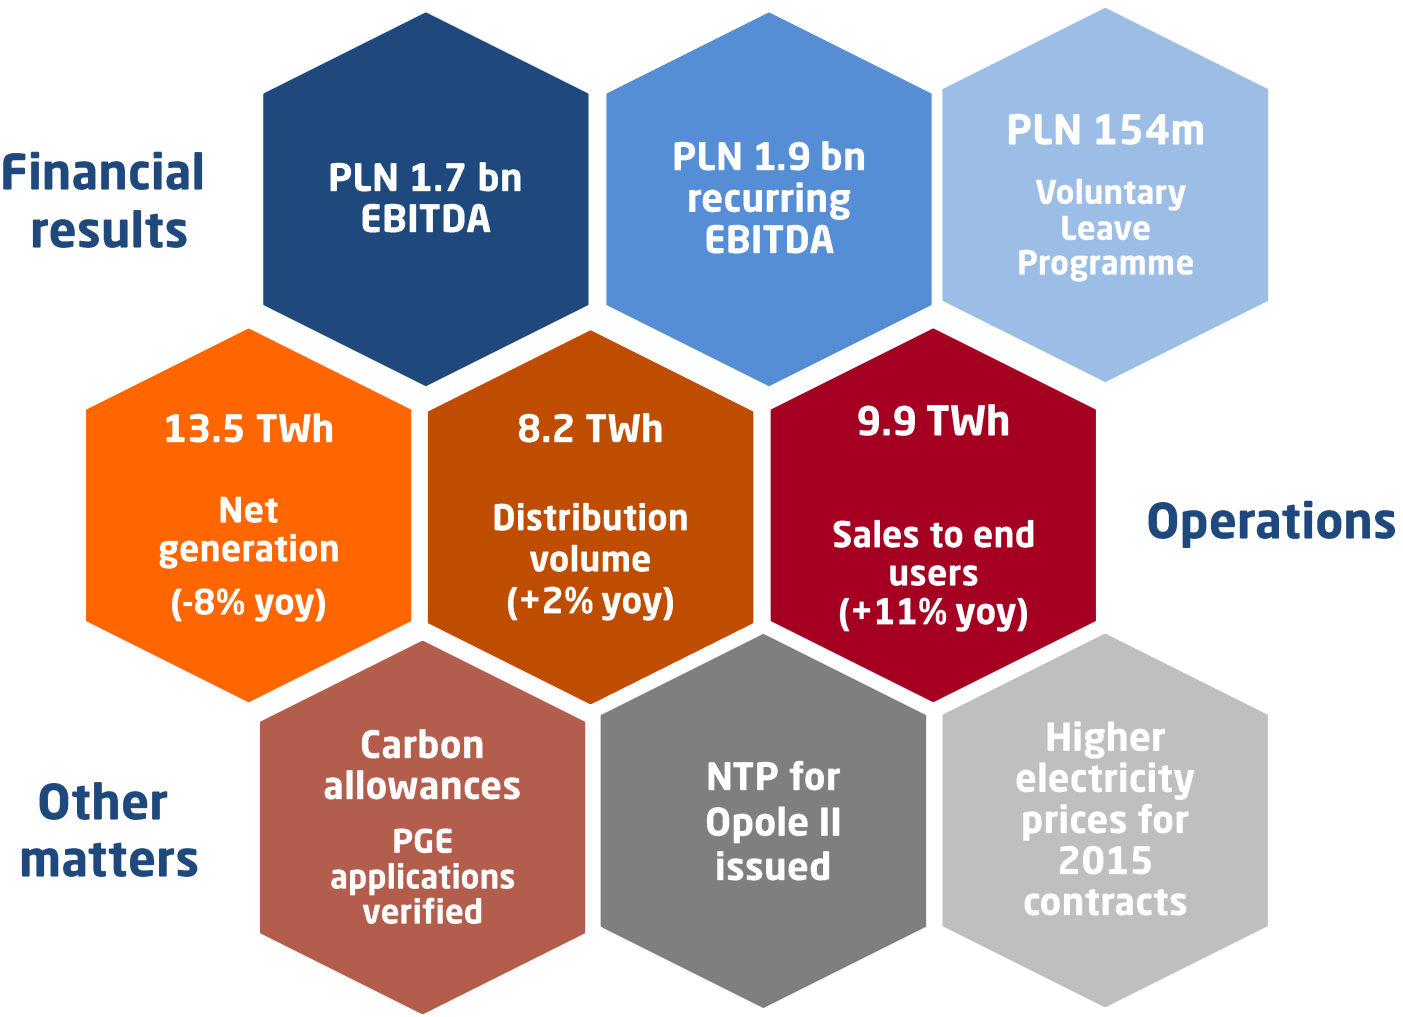 Financial
results
PLN 1.7 bn
EBITDA
PLN 1.9 bn
recurring
EBITDA
PLN 154m
Voluntary
Leave
Programme
13.5 TWh
Net
generation
(-8% yoy)
8.2 TWh
Distribution
volume
(+2% yoy)
9.9 TWh
Sales to end
users
(+11% yoy)
Operations
Other
matters
Carbon
allowances
PGE
applications
verified
NTP for
Opole II
issued
Higher
electricity
prices for
2015
contracts